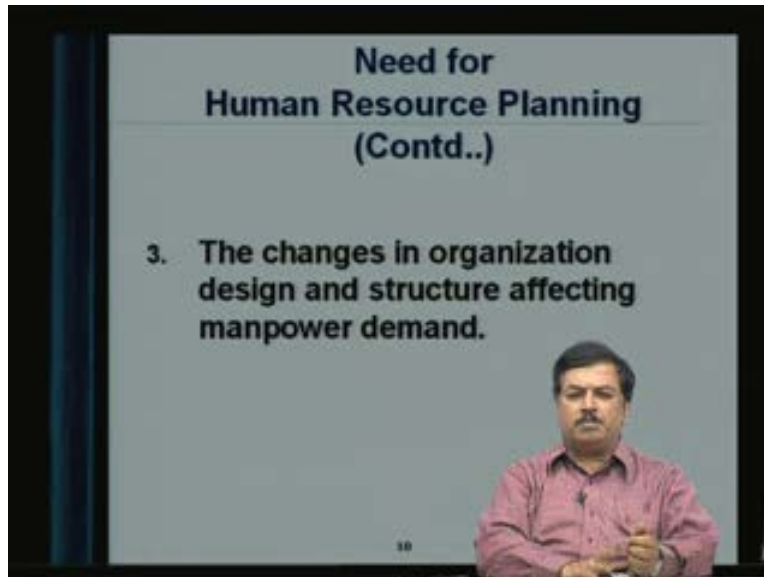 Need for
Human Resource Planning
(Contd..)
3. The changes in organization
design and structure affecting
manpower demand.
10